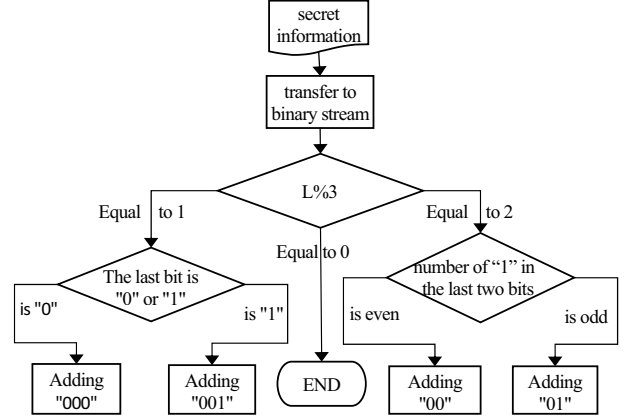 secret
information
transfer to
binary stream
L%3
Equal to 1
Equal to 0
Equal to 2
The last bit is
"0" or "1"
number of “1” in
the last two bits
is "0"
is "1"
is even
is odd
Adding
"000"
Adding
"001"
END
Adding
"00"
Adding
"01"